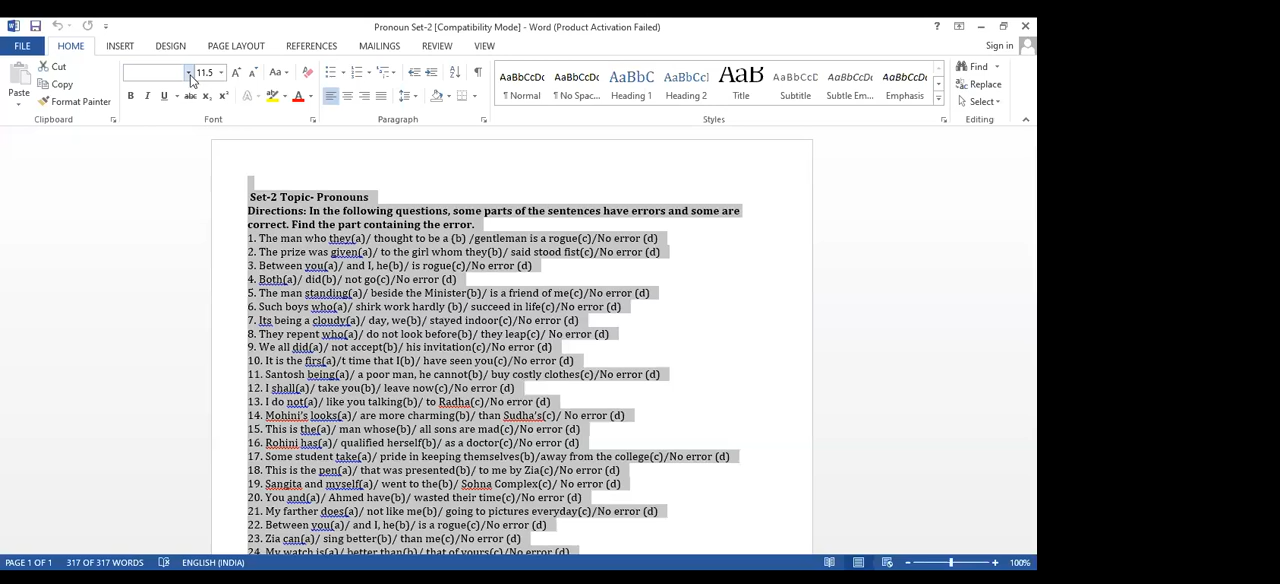 Pronoun Set-2 [Compatibility Mode] - Word (Product Activation Failed)
FILE HOME INSERT DESIGN PAGE LAYOUT REFERENCES MAILINGS REVIEW VIEW Sign in
Paste
Cut
Copy
Format Painter
Clipboard
11.5
Font
Paragraph
AaBbCcDc AaBbCcDc AaBbC AaBbCc AaB AaBbCcD AaBbCcDc AaBbCcDc
¶ Normal ¶ No Spac... Heading 1 Heading 2 Title Subtitle Subtle Em... Emphasis
Styles
Find
Replace
Select
Editing
Set-2 Topic- Pronouns
Directions: In the following questions, some parts of the sentences have errors and some are
correct. Find the part containing the error.
1. The man who they(a)/ thought to be a (b) /gentleman is a rogue(c)/No error (d)
2. The prize was given(a)/ to the girl whom they(b)/ said stood fist(c)/No error (d)
3. Between you(a)/ and I, he(b)/ is rogue(c)/No error (d)
4. Both(a)/ did(b)/ not go(c)/No error (d)
5. The man standing(a)/ beside the Minister(b)/ is a friend of me(c)/No error (d)
6. Such boys who(a)/ shirk work hardly (b)/ succeed in life(c)/No error (d)
7. Its being a cloudy(a)/ day, we(b)/ stayed indoor(c)/No error (d)
8. They repent who(a)/ do not look before(b)/ they leap(c)/ No error (d)
9. We all did(a)/ not accept(b)/ his invitation(c)/No error (d)
10. It is the firs(a)/t time that I(b)/ have seen you(c)/No error (d)
11. Santosh being(a)/ a poor man, he cannot(b)/ buy costly clothes(c)/No error (d)
12. I shall(a)/ take you(b)/ leave now(c)/No error (d)
13. I do not(a)/ like you talking(b)/ to Radha(c)/No error (d)
14. Mohini's looks(a)/ are more charming(b)/ than Sudha's(c)/ No error (d)
15. This is the(a)/ man whose(b)/ all sons are mad(c)/No error (d)
16. Rohini has(a)/ qualified herself(b)/ as a doctor(c)/No error (d)
17. Some student take(a)/ pride in keeping themselves(b)/away from the college(c)/No error (d)
18. This is the pen(a)/ that was presented(b)/ to me by Zia(c)/No error (d)
19. Sangita and myself(a)/ went to the(b)/ Sohna Complex(c)/ No error (d)
20. You and(a)/ Ahmed have(b)/ wasted their time(c)/No error (d)
21. My farther does(a)/ not like me(b)/ going to pictures everyday(c)/No error (d)
22. Between you(a)/ and I, he(b)/ is a rogue(c)/No error (d)
23. Zia can(a)/ sing better(b)/ than me(c)/No error (d)
24. My watch is(a)/ better than(b)/ that of yours(c)/No error (d)
PAGE 1 OF 1 317 OF 317 WORDS ENGLISH (INDIA) 100%